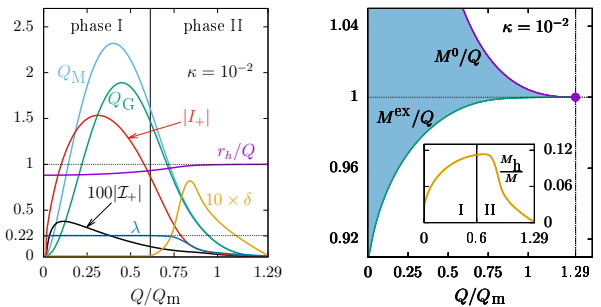 phase I
phase II
2.5
2
1.5
1
0.5
0.22
0
Q_M
Q_G
κ = 10^-2
|I_+|
r_h/Q
100|𝓘_+|
λ
10 × δ
0
0.25
0.5
0.75
1
1.29
Q/Q_m
1.04
1
0.96
0.92
κ = 10^-2
M^0/Q
M^ex/Q
0.12
0.06
0
M_h
M
I
II
0
0.6
1.29
0
0.25
0.5
0.75
1
1.29
Q/Q_m